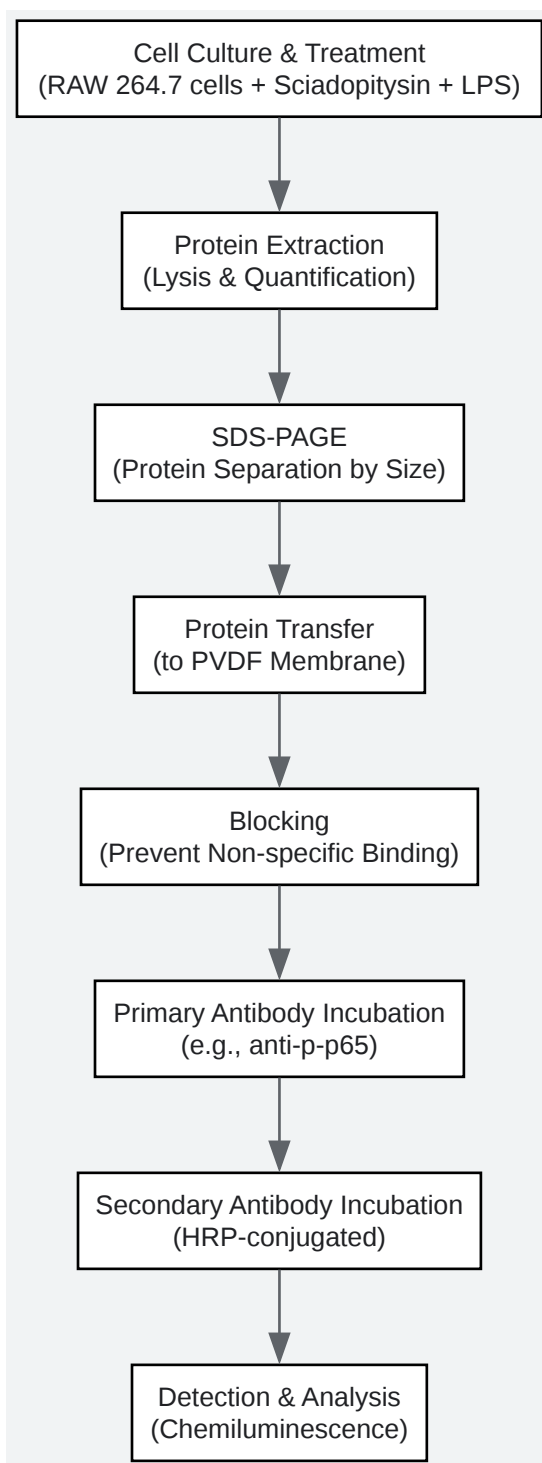 Cell Culture & Treatment
(RAW 264.7 cells + Sciadopitysin + LPS)
Protein Extraction
(Lysis & Quantification)
SDS-PAGE
(Protein Separation by Size)
Protein Transfer
(to PVDF Membrane)
Blocking
(Prevent Non-specific Binding)
Primary Antibody Incubation
(e.g., anti-p-p65)
Secondary Antibody Incubation
(HRP-conjugated)
Detection & Analysis
(Chemiluminescence)